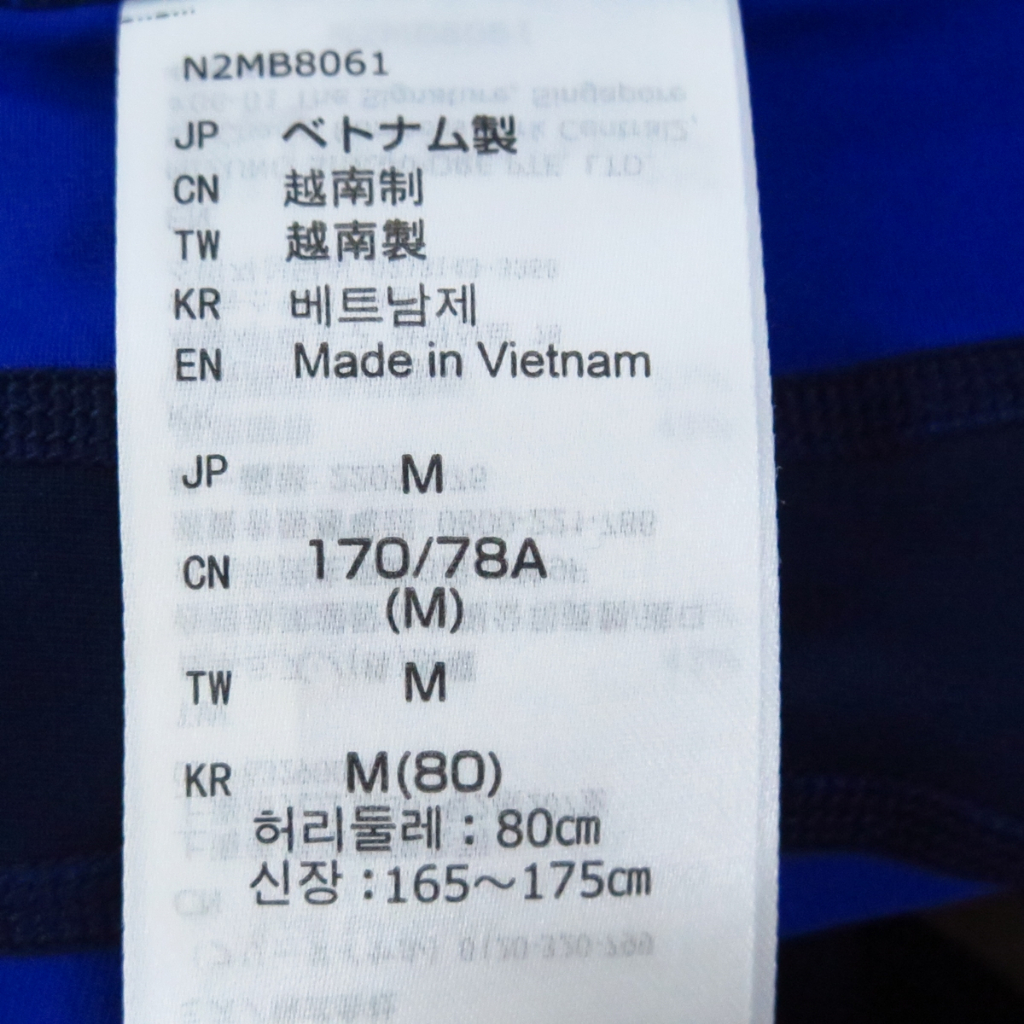 N2MB8061
JP ベトナム製
CN 越南制
TW 越南製
KR 베트남제
EN Made in Vietnam
JP M
CN 170/78A
(M)
TW M
KR M(80)
허리둘레 : 80㎝
신장 : 165～175㎝